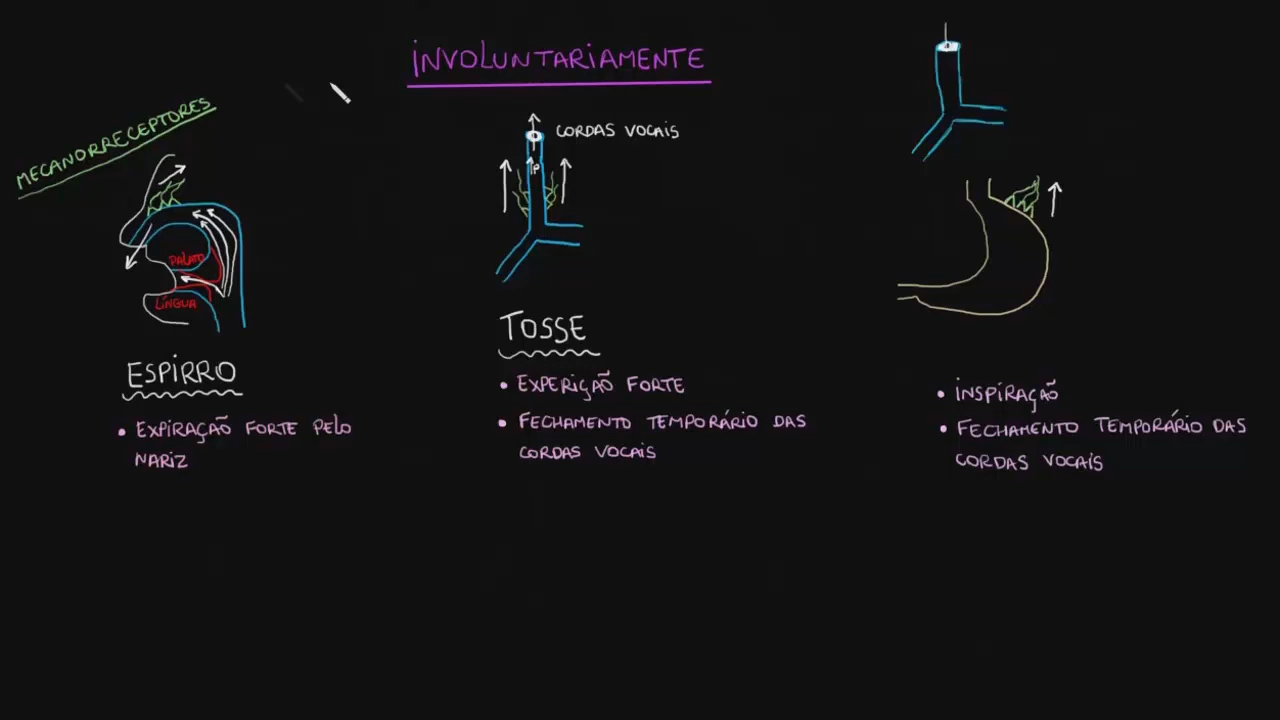 INVOLUNTARIAMENTE
MECANORRECEPTORES
PALATO
LÍNGUA
ESPIRRO
• EXPIRAÇÃO FORTE PELO
NARIZ
CORDAS VOCAIS
P
TOSSE
• EXPERIÇÃO FORTE
• FECHAMENTO TEMPORÁRIO DAS
CORDAS VOCAIS
• INSPIRAÇÃO
• FECHAMENTO TEMPORÁRIO DAS
CORDAS VOCAIS